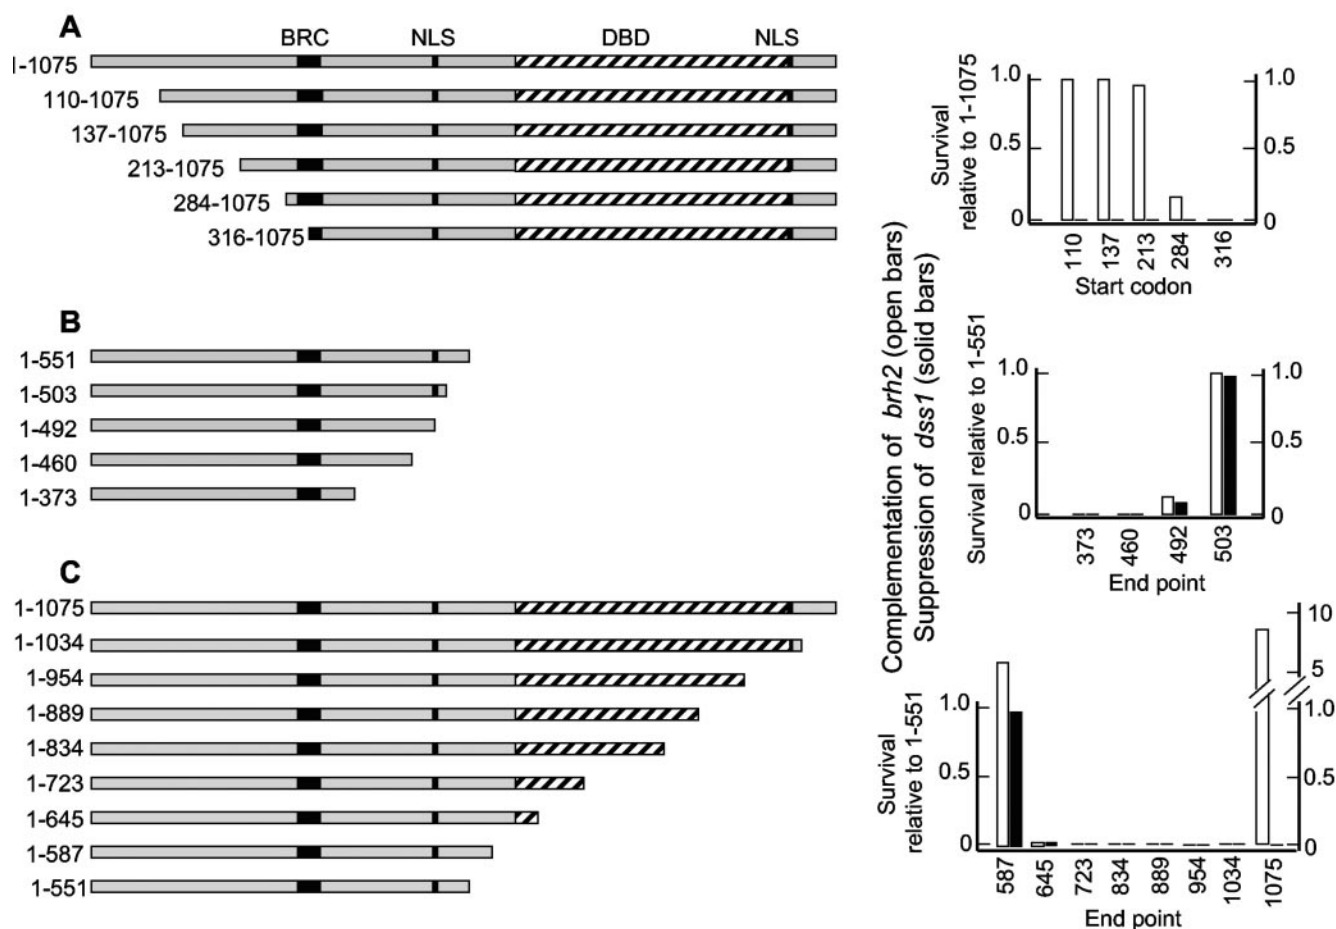 A
BRC NLS DBD NLS
1-1075
110-1075
137-1075
213-1075
284-1075
316-1075
B
1-551
1-503
1-492
1-460
1-373
C
1-1075
1-1034
1-954
1-889
1-834
1-723
1-645
1-587
1-551
Complementation of brh2 (open bars)
Suppression of dss1 (solid bars)
Survival
relative to 1-1075
1.0 1.0
0.5 0.5
0 0
110 137 213 284 316
Start codon
Survival relative to 1-551
1.0 1.0
0.5 0.5
0 0
373 460 492 503
End point
Survival
relative to 1-551
10
5
1.0 1.0
0.5 0.5
0 0
587 645 723 834 889 954 1034 1075
End point